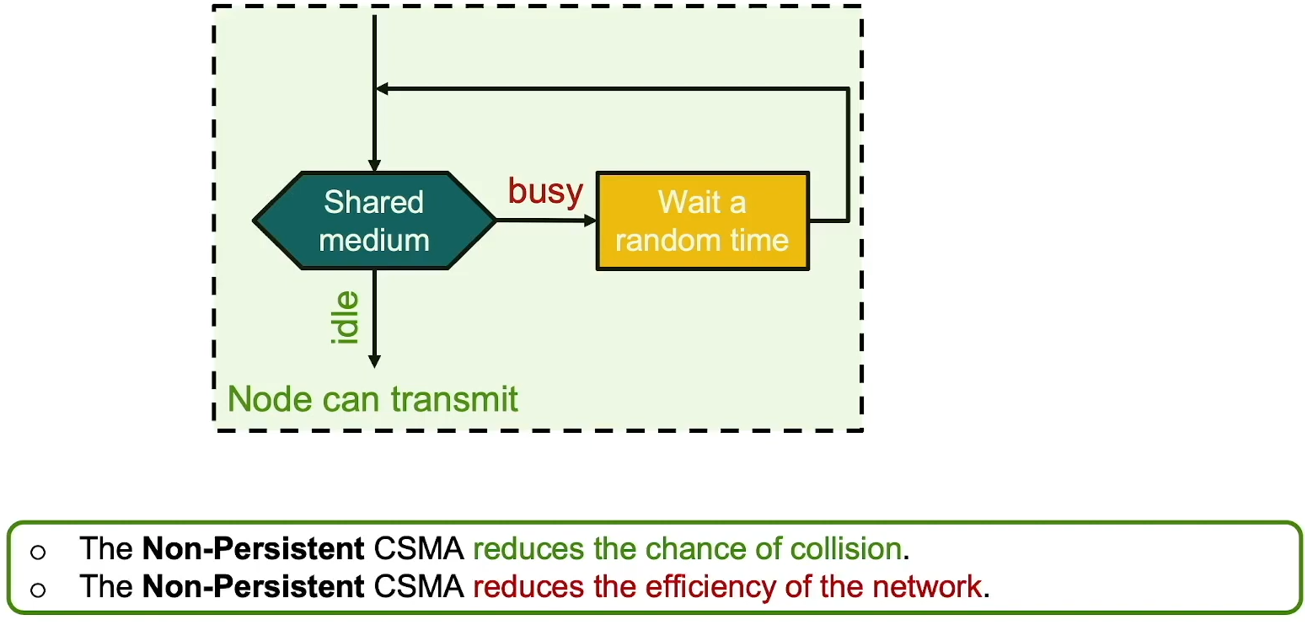 Shared
medium
busy
Wait a
random time
idle
Node can transmit
○ The Non-Persistent CSMA reduces the chance of collision.
○ The Non-Persistent CSMA reduces the efficiency of the network.